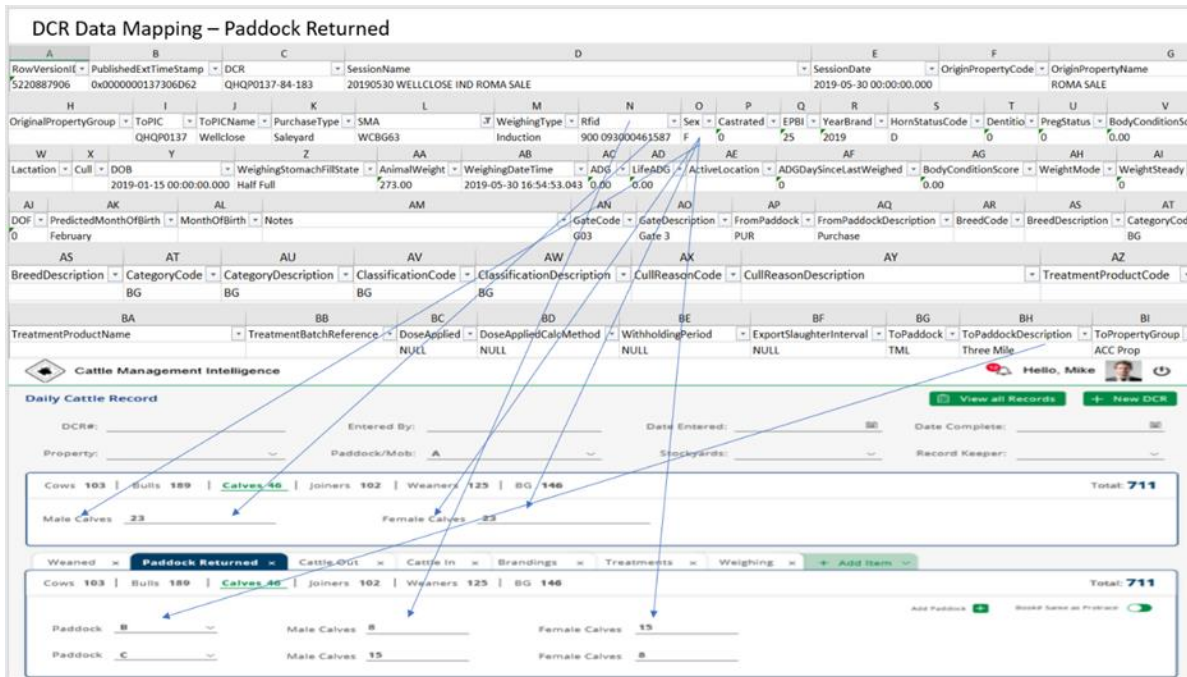 DCR Data Mapping – Paddock Returned
A B C D E F G
RowVersionI PublishedExtTimeStamp DCR SessionName SessionDate OriginPropertyCode OriginPropertyName
5220887906 0x0000000137306D62 QHQP0137-84-183 20190530 WELLCLOSE IND ROMA SALE 2019-05-30 00:00:00.000 ROMA SALE
H I J K L M N O P Q R S T U V
OriginalPropertyGroup ToPIC ToPICName PurchaseType SMA WeighingType Rfid Sex Castrated EPBI YearBrand HornStatusCode Dentitio PregStatus BodyConditionSc
QHQP0137 Wellclose Saleyard WCBG63 Induction 900 093000461587 F 0 25 2019 D 0 0 0.00
W X Y Z AA AB AC AD AE AF AG AH AI
Lactation Cull DOB WeighingStomachFillState AnimalWeight WeighingDateTime ADG LifeADG ActiveLocation ADGDaySinceLastWeighed BodyConditionScore WeightMode WeightSteady
2019-01-15 00:00:00.000 Half Full 273.00 2019-05-30 16:54:53.043 0.00 0.00 0 0.00 0
AJ AK AL AM AN AO AP AQ AR AS AT
DOF PredictedMonthOfBirth MonthOfBirth Notes GateCode GateDescription FromPaddock FromPaddockDescription BreedCode BreedDescription CategoryCod
0 February G03 Gate 3 PUR Purchase BG
AS AT AU AV AW AX AY AZ
BreedDescription CategoryCode CategoryDescription ClassificationCode ClassificationDescription CullReasonCode CullReasonDescription TreatmentProductCode
BG BG BG BG
BA BB BC BD BE BF BG BH BI
TreatmentProductName TreatmentBatchReference DoseApplied DoseAppliedCalcMethod WithholdingPeriod ExportSlaughterInterval ToPaddock ToPaddockDescription ToPropertyGroup
NULL NULL NULL NULL TML Three Mile ACC Prop
Cattle Management Intelligence Hello, Mike
Daily Cattle Record View all Records + New DCR
DCR#: Entered By: Date Entered: Date Complete:
Property: Paddock/Mob: A Stockyards: Record Keeper:
Cows 103 | Bulls 189 | Calves 46 | Joiners 102 | Weaners 125 | BG 146 Total: 711
Male Calves 23 Female Calves 23
Weaned × Paddock Returned × Cattle Out × Cattle In × Brandings × Treatments × Weighing × + Add Item
Cows 103 | Bulls 189 | Calves 46 | Joiners 102 | Weaners 125 | BG 146 Total: 711
Add Paddock + Book# Same as Protrace
Paddock B Male Calves 8 Female Calves 15
Paddock C Male Calves 15 Female Calves 8